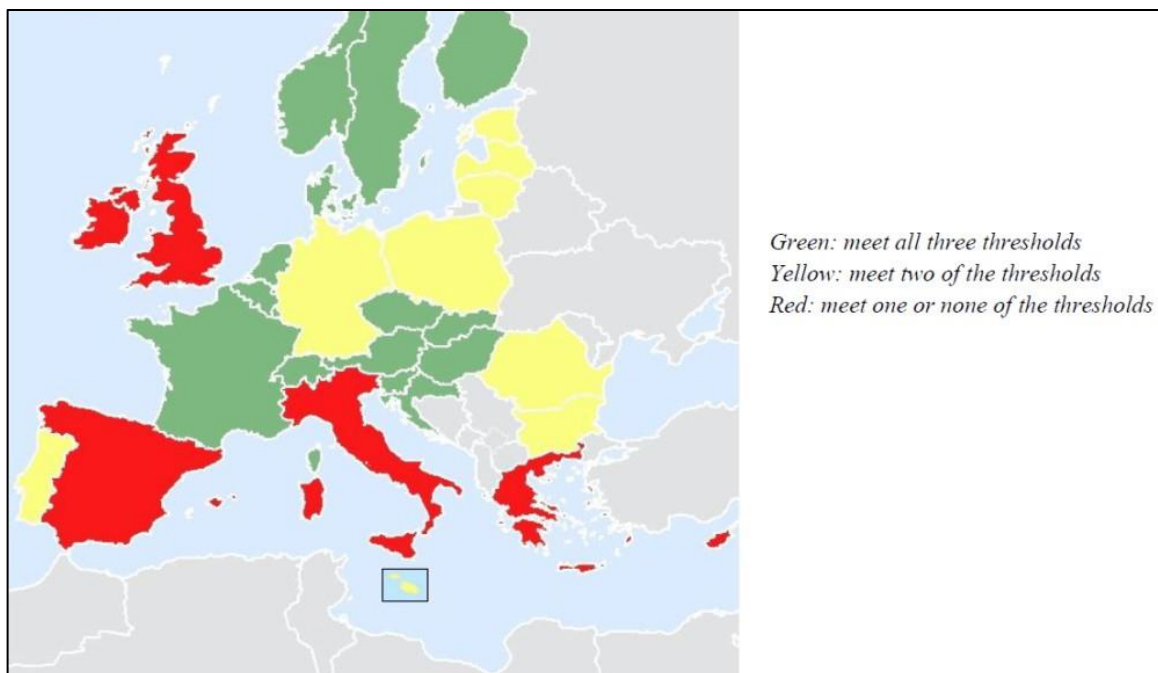 Green: meet all three thresholds
Yellow: meet two of the thresholds
Red: meet one or none of the thresholds